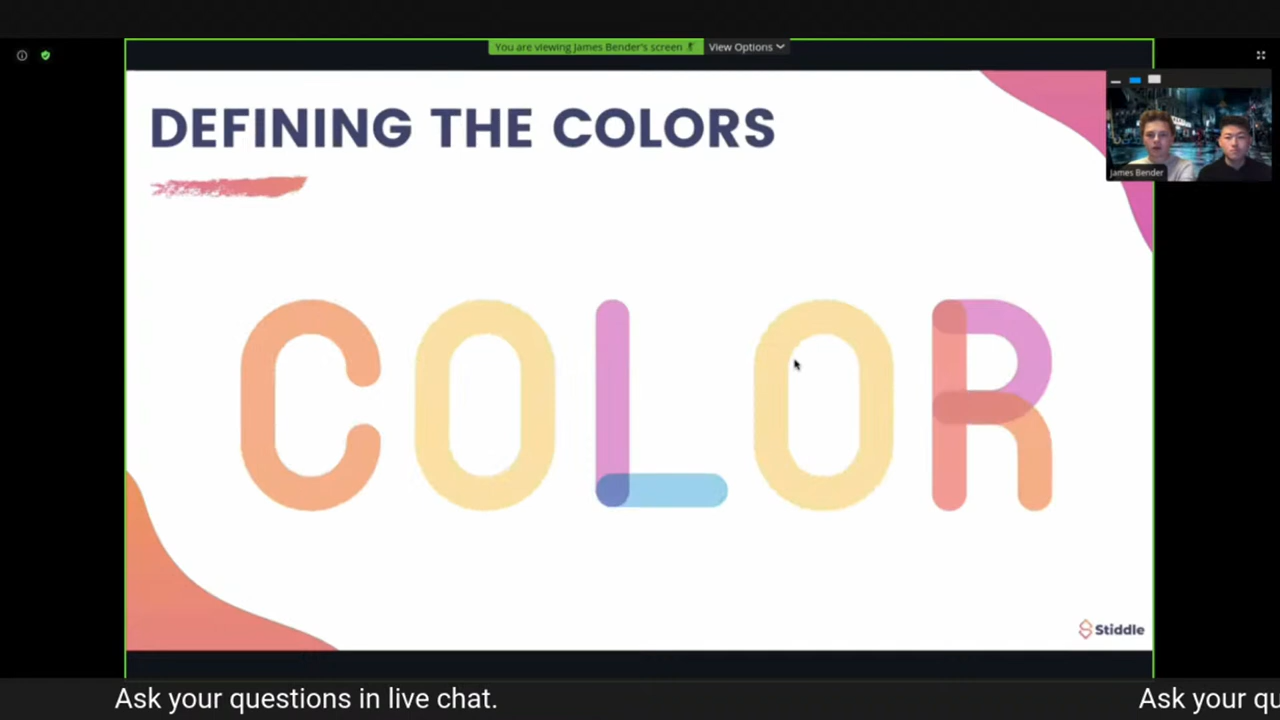 You are viewing James Bender's screen
View Options
DEFINING THE COLORS
James Bender
COLOR
Stiddle
Ask your questions in live chat.
Ask your qu